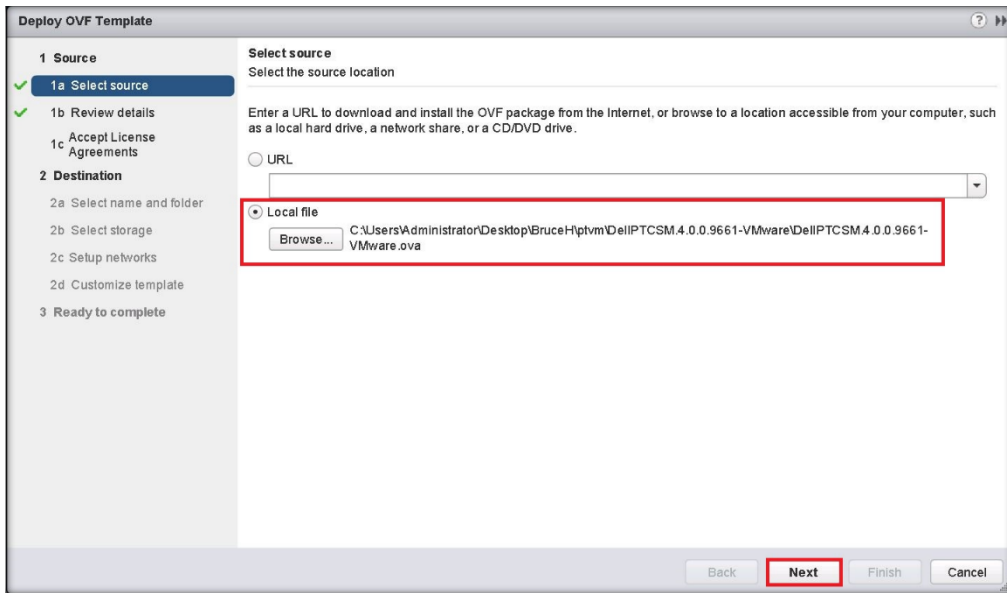 Deploy OVF Template
?
1 Source
1a Select source
1b Review details
1c Accept License
Agreements
2 Destination
2a Select name and folder
2b Select storage
2c Setup networks
2d Customize template
3 Ready to complete
Select source
Select the source location
Enter a URL to download and install the OVF package from the Internet, or browse to a location accessible from your computer, such
as a local hard drive, a network share, or a CD/DVD drive.
URL
Local file
Browse...
C:\Users\Administrator\Desktop\BruceH\ptvm\DellPTCSM.4.0.0.9661-VMware\DellPTCSM.4.0.0.9661-
VMware.ova
Back Next Finish Cancel